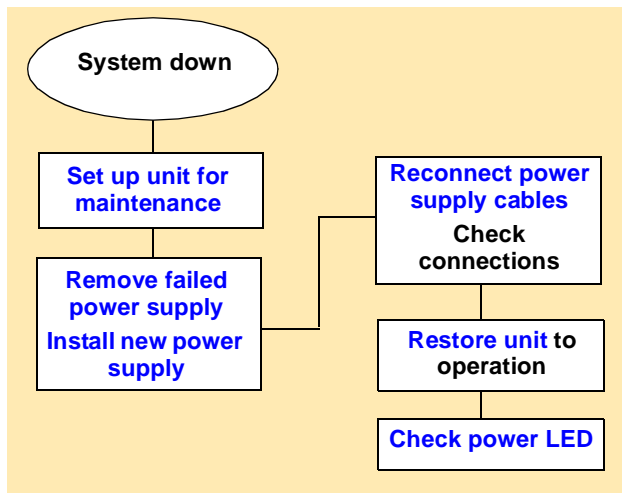 System down
Set up unit for
maintenance
Remove failed
power supply
Install new power
supply
Reconnect power
supply cables
Check
connections
Restore unit to
operation
Check power LED